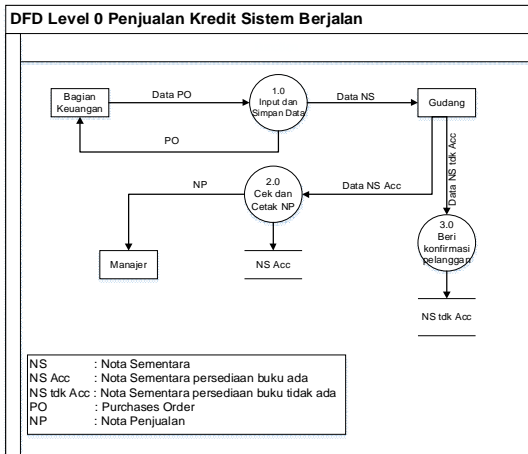 DFD Level 0 Penjualan Kredit Sistem Berjalan
Bagian
Keuangan
Data PO
1.0
Input dan
Simpan Data
Data NS
Gudang
PO
NP
2.0
Cek dan
Cetak NP
Data NS Acc
Data NS tdk Acc
3.0
Beri
konfirmasi
pelanggan
Manajer
NS Acc
NS tdk Acc
NS : Nota Sementara
NS Acc : Nota Sementara persediaan buku ada
NS tdk Acc : Nota Sementara persediaan buku tidak ada
PO : Purchases Order
NP : Nota Penjualan